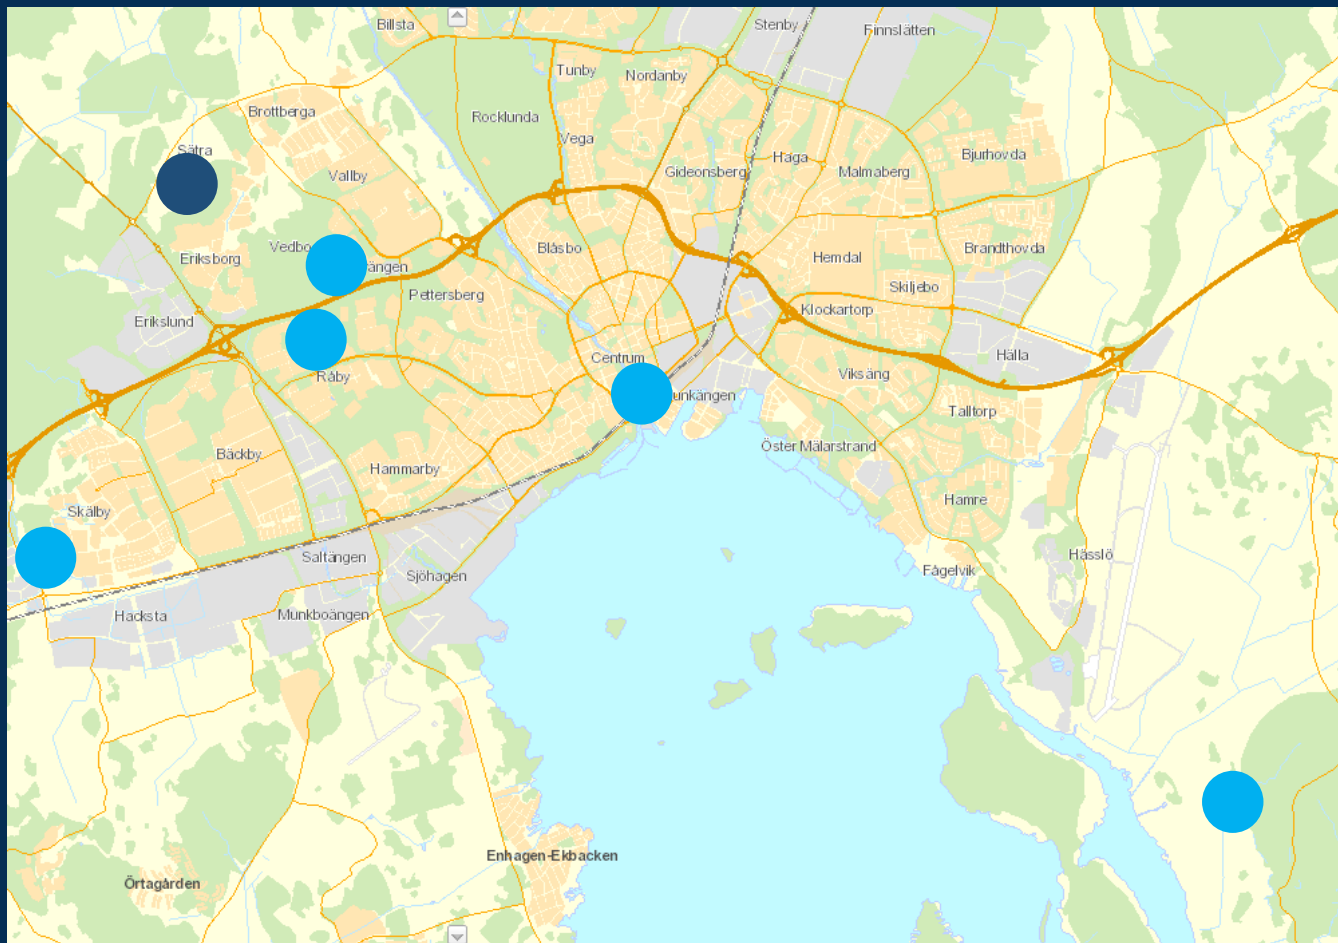 Billsta
Stenby
Finnslätten
Tunby
Nordanby
Brottberga
Rocklunda
Vega
Sätra
Haga
Bjurhovda
Vallby
Gideonsberg
Malmaberg
Vedbo
Blåsbo
Brandthovda
Eriksborg
ängen
Hemdal
Pettersberg
Skiljebo
Klockartorp
Erikslund
Centrum
Hälla
Råby
Viksäng
unkängen
Talltorp
Öster Mälarstrand
Bäckby
Hammarby
Hamre
Skälby
Saltängen
Hässlö
Sjöhagen
Fågelvik
Hacksta
Munkboängen
Enhagen-Ekbacken
Örtagården